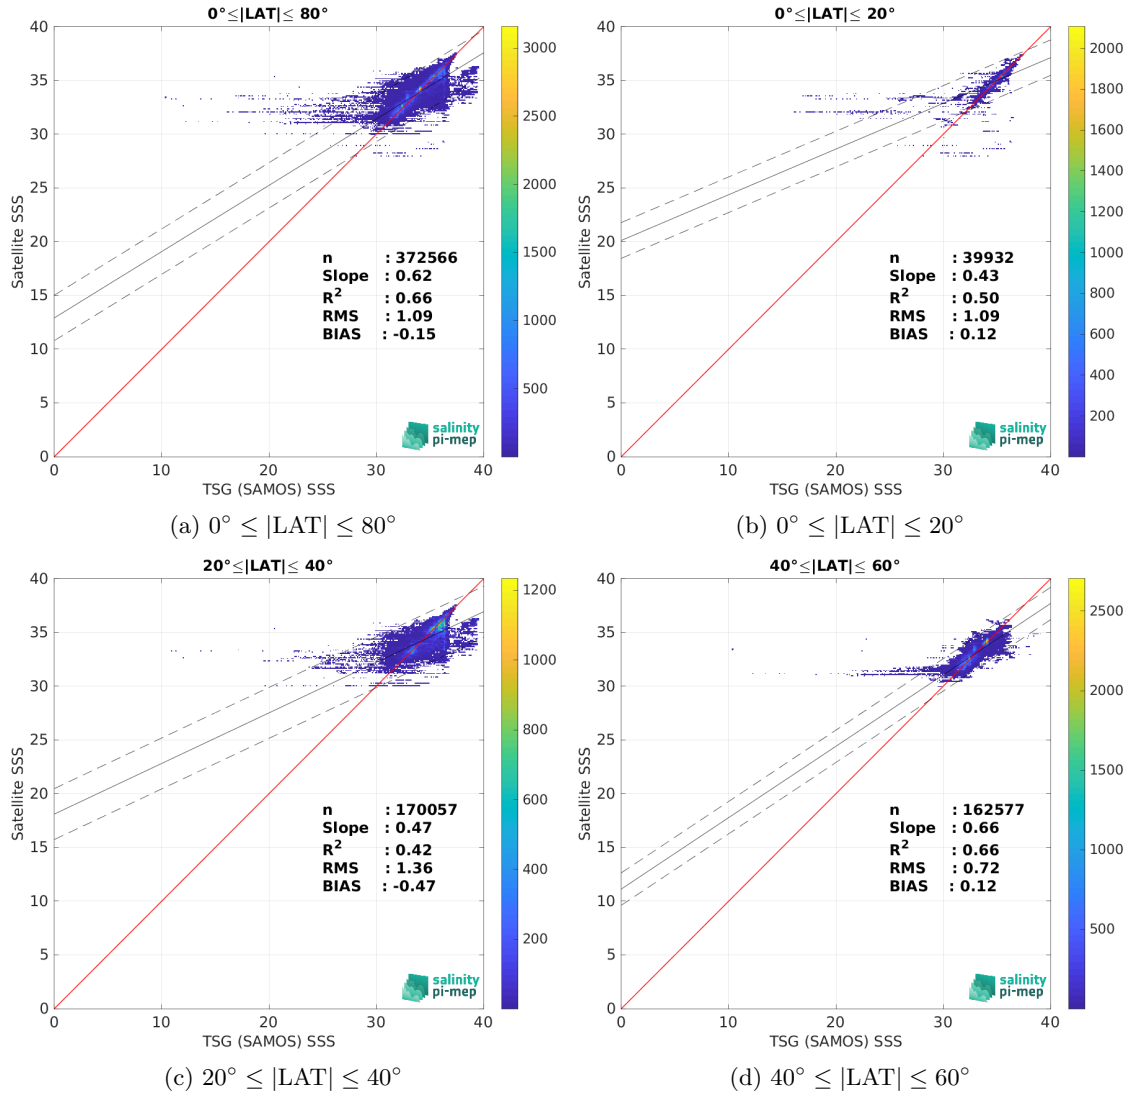 0°≤|LAT|≤ 80°
Satellite SSS
40
35
30
25
20
15
10
5
0
0 10 20 30 40
TSG (SAMOS) SSS
n : 372566
Slope : 0.62
R² : 0.66
RMS : 1.09
BIAS : -0.15
salinity
pi-mep
3000
2500
2000
1500
1000
500
(a) 0° ≤ |LAT| ≤ 80°
0°≤|LAT|≤ 20°
Satellite SSS
40
35
30
25
20
15
10
5
0
0 10 20 30 40
TSG (SAMOS) SSS
n : 39932
Slope : 0.43
R² : 0.50
RMS : 1.09
BIAS : 0.12
salinity
pi-mep
2000
1800
1600
1400
1200
1000
800
600
400
200
(b) 0° ≤ |LAT| ≤ 20°
20°≤|LAT|≤ 40°
Satellite SSS
40
35
30
25
20
15
10
5
0
0 10 20 30 40
TSG (SAMOS) SSS
n : 170057
Slope : 0.47
R² : 0.42
RMS : 1.36
BIAS : -0.47
salinity
pi-mep
1200
1000
800
600
400
200
(c) 20° ≤ |LAT| ≤ 40°
40°≤|LAT|≤ 60°
Satellite SSS
40
35
30
25
20
15
10
5
0
0 10 20 30 40
TSG (SAMOS) SSS
n : 162577
Slope : 0.66
R² : 0.66
RMS : 0.72
BIAS : 0.12
salinity
pi-mep
2500
2000
1500
1000
500
(d) 40° ≤ |LAT| ≤ 60°